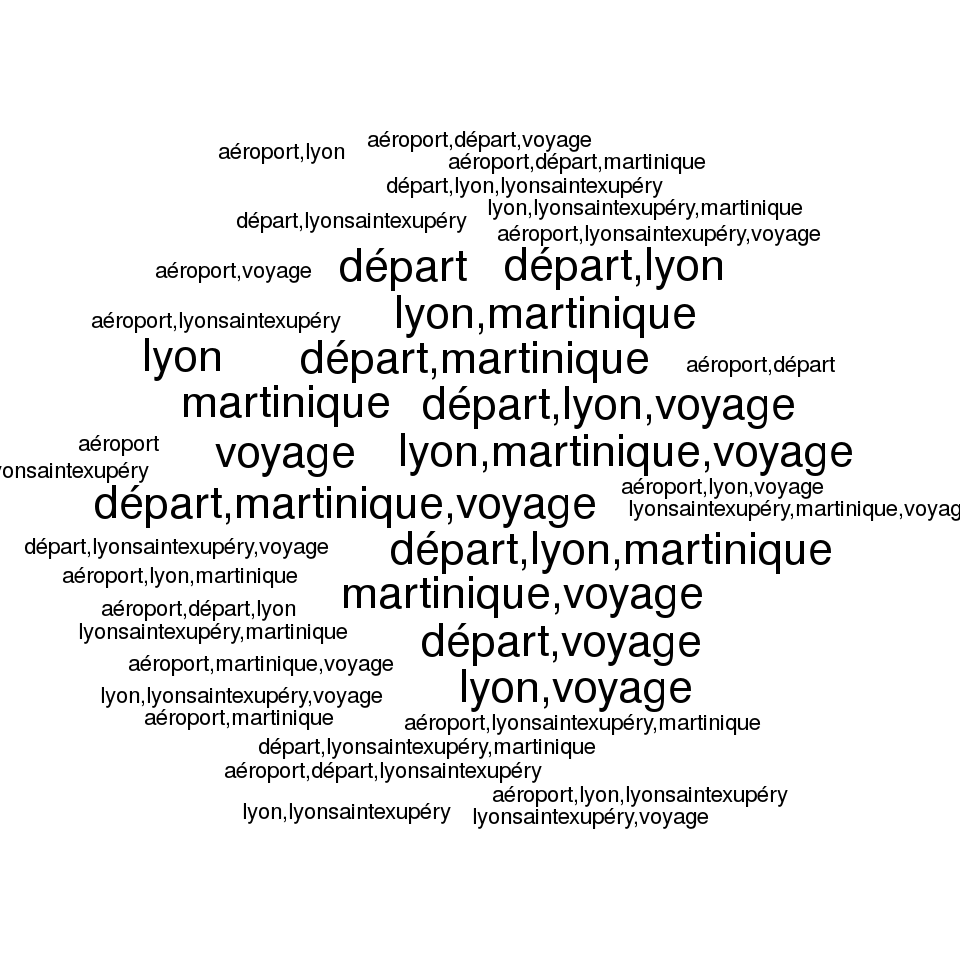 aéroport,départ,voyage
aéroport,lyon
aéroport,départ,martinique
départ,lyon,lyonsaintexupéry
lyon,lyonsaintexupéry,martinique
départ,lyonsaintexupéry
aéroport,lyonsaintexupéry,voyage
départ
départ,lyon
aéroport,voyage
lyon,martinique
aéroport,lyonsaintexupéry
lyon
départ,martinique
aéroport,départ
martinique
départ,lyon,voyage
aéroport
voyage
lyon,martinique,voyage
yonsaintexupéry
aéroport,lyon,voyage
départ,martinique,voyage
lyonsaintexupéry,martinique,voyag
départ,lyonsaintexupéry,voyage
départ,lyon,martinique
aéroport,lyon,martinique
martinique,voyage
aéroport,départ,lyon
lyonsaintexupéry,martinique
départ,voyage
aéroport,martinique,voyage
lyon,voyage
lyon,lyonsaintexupéry,voyage
aéroport,martinique
aéroport,lyonsaintexupéry,martinique
départ,lyonsaintexupéry,martinique
aéroport,départ,lyonsaintexupéry
aéroport,lyon,lyonsaintexupéry
lyon,lyonsaintexupéry
lyonsaintexupéry,voyage